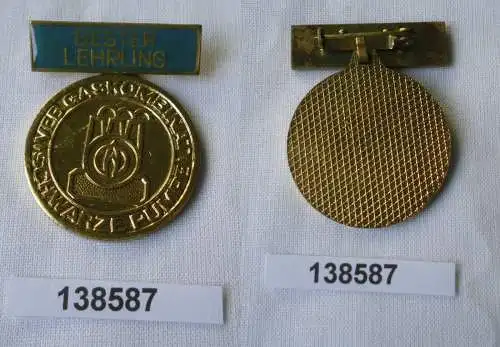 BESTER
LEHRLING
VEB GASKOMBINAT
SCHWARZE PUMPE
138587
138587